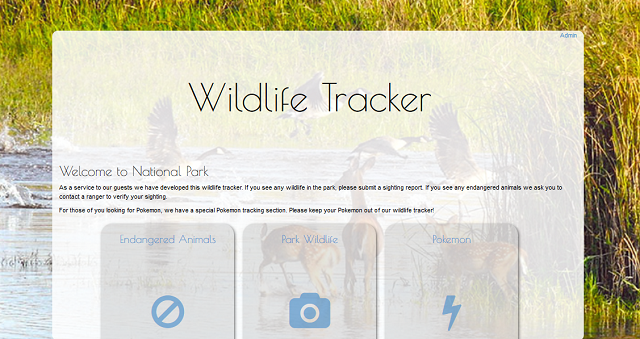 Admin
Wildlife Tracker
Welcome to National Park
As a service to our guests we have developed this wildlife tracker. If you see any wildlife in the park, please submit a sighting report. If you see any endangered animals we ask you to
contact a ranger to verify your sighting.
For those of you looking for Pokemon, we have a special Pokemon tracking section. Please keep your Pokemon out of our wildlife tracker!
Endangered Animals
Park Wildlife
Pokemon